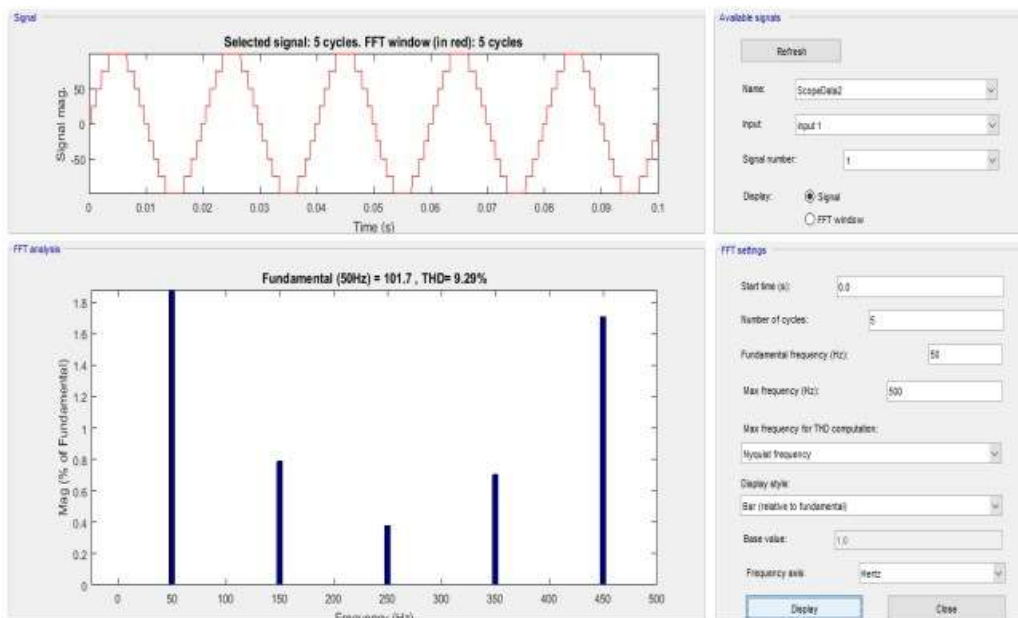 Signal
Selected signal: 5 cycles. FFT window (in red): 5 cycles
Signal mag.
50
0
-50
0 0.01 0.02 0.03 0.04 0.05 0.06 0.07 0.08 0.09 0.1
Time (s)
Available signals
Refresh
Name: ScopeData2
Input: input 1
Signal number: 1
Display: Signal
FFT window
FFT analysis
Fundamental (50Hz) = 101.7 , THD= 9.29%
Mag (% of Fundamental)
1.8
1.6
1.4
1.2
1
0.8
0.6
0.4
0.2
0
0 50 100 150 200 250 300 350 400 450 500
Frequency (Hz)
FFT settings
Start time (s): 0.0
Number of cycles: 5
Fundamental frequency (Hz): 50
Max frequency (Hz): 500
Max frequency for THD computation:
Nyquist frequency
Display style:
Bar (relative to fundamental)
Base value: 1.0
Frequency axis: Hertz
Display Close